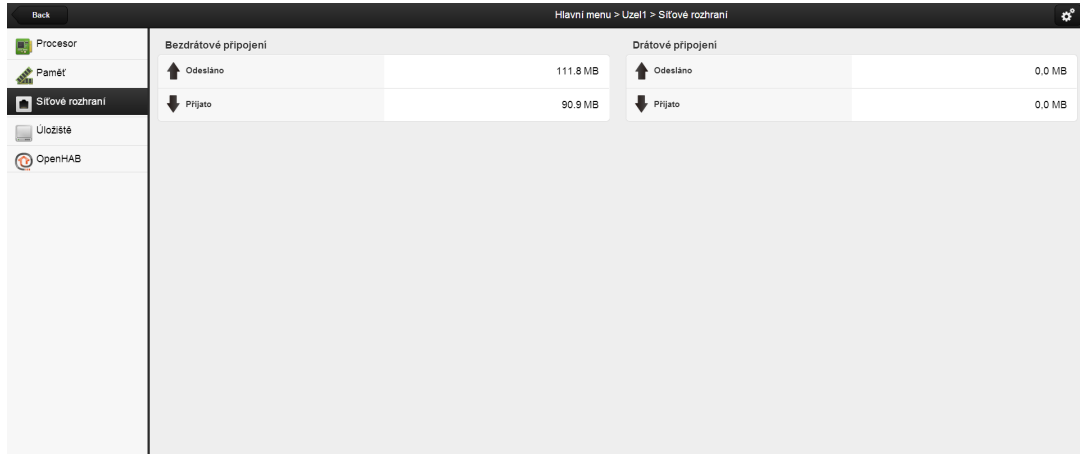 Back
Hlavní menu > Uzel1 > Síťové rozhraní
Procesor
Paměť
Síťové rozhraní
Úložiště
OpenHAB
Bezdrátové připojení
Odesláno 111.8 MB
Přijato 90.9 MB
Drátové připojení
Odesláno 0,0 MB
Přijato 0,0 MB